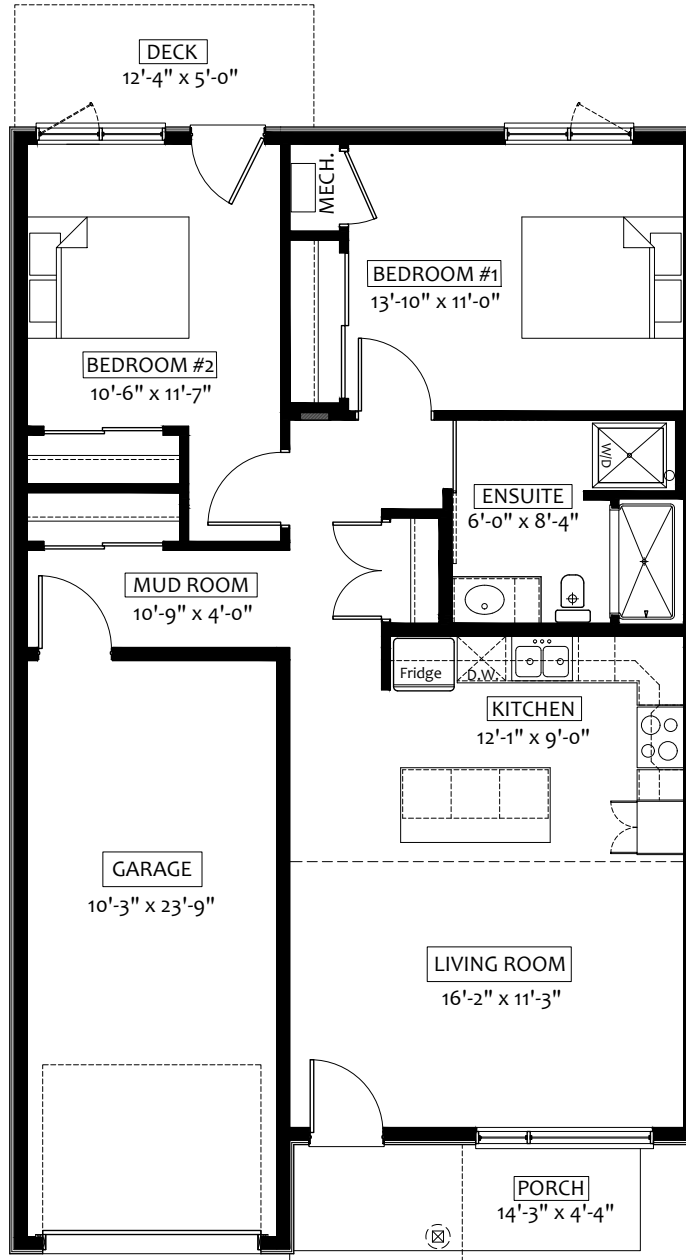 DECK
12'-4" x 5'-0"
MECH.
BEDROOM #1
13'-10" x 11'-0"
BEDROOM #2
10'-6" x 11'-7"
W/D
ENSUITE
6'-0" x 8'-4"
MUD ROOM
10'-9" x 4'-0"
Fridge
D.W.
KITCHEN
12'-1" x 9'-0"
GARAGE
10'-3" x 23'-9"
LIVING ROOM
16'-2" x 11'-3"
PORCH
14'-3" x 4'-4"